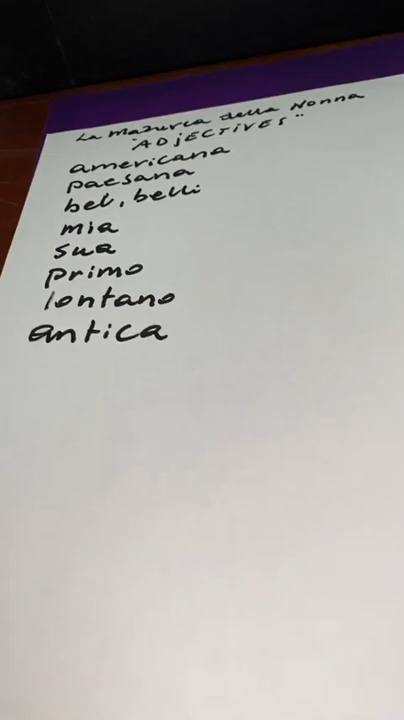 La Mazurca della Nonna
"ADjECTIVES"
americana
paesana
bel, belli
mia
sua
primo
lontano
antica